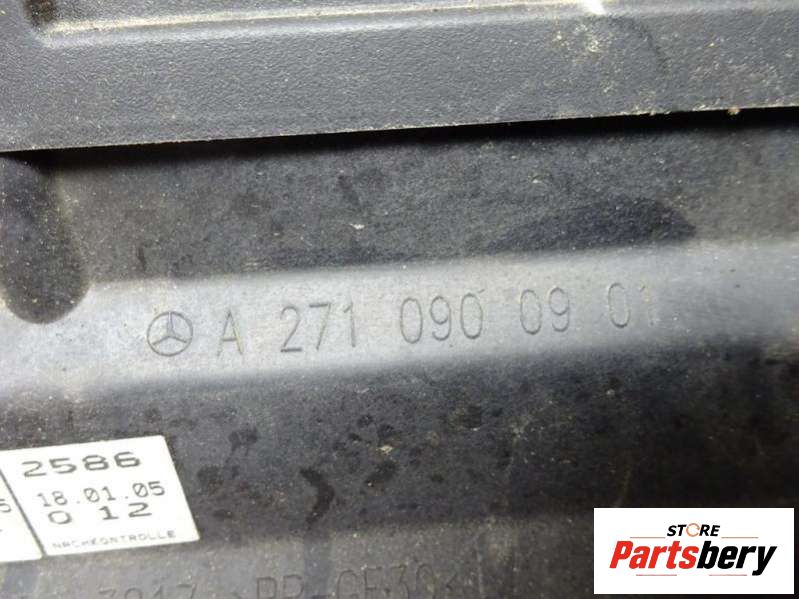 A 271 090 09 01
2586
18.01.05
0 12
NACHKONTROLLE
STORE
Partsbery